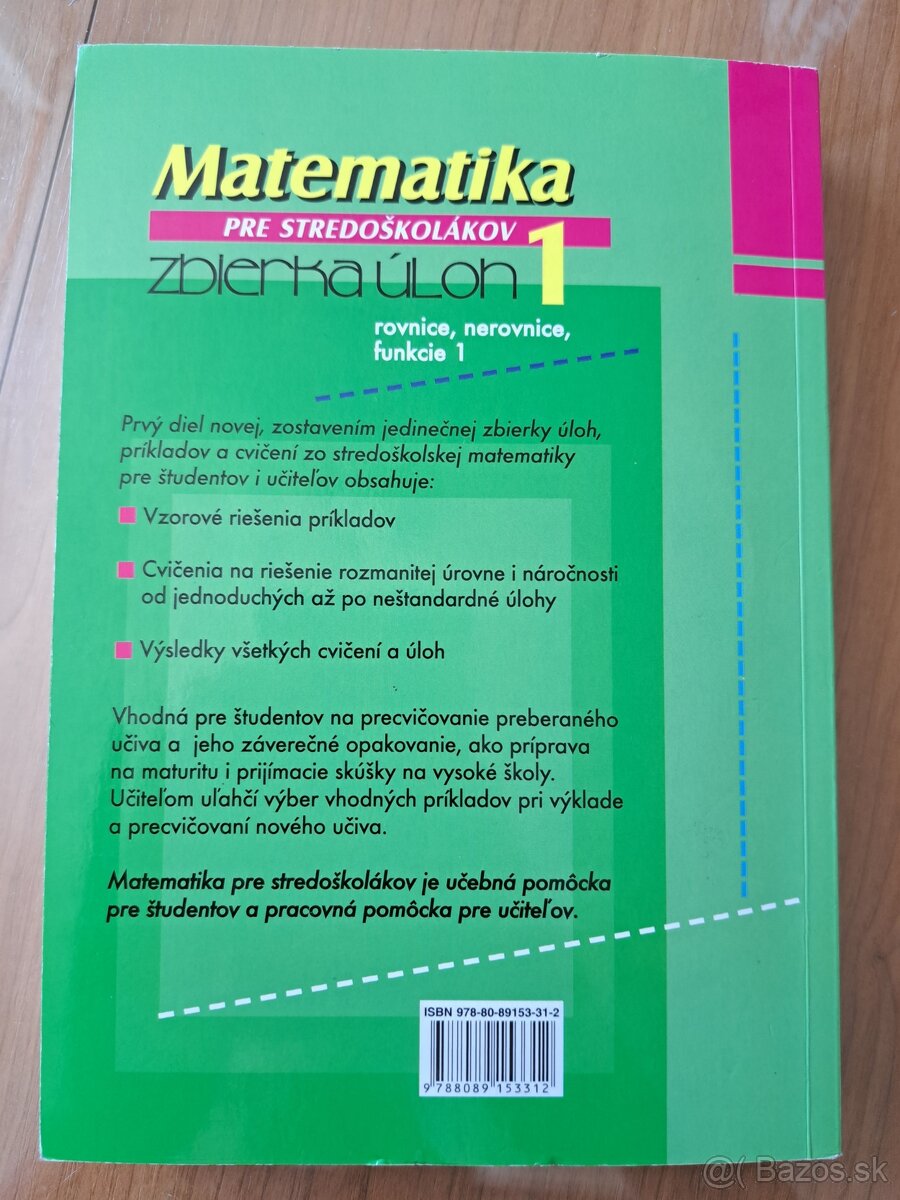 Matematika
PRE STREDOŠKOLÁKOV
zbierka úloh 1
rovnice, nerovnice,
funkcie 1
Prvý diel novej, zostavením jedinečnej zbierky úloh,
príkladov a cvičení zo stredoškolskej matematiky
pre študentov i učiteľov obsahuje:
Vzorové riešenia príkladov
Cvičenia na riešenie rozmanitej úrovne i náročnosti
od jednoduchých až po neštandardné úlohy
Výsledky všetkých cvičení a úloh
Vhodná pre študentov na precvičovanie preberaného
učiva a jeho záverečné opakovanie, ako príprava
na maturitu i prijímacie skúšky na vysoké školy.
Učiteľom uľahčí výber vhodných príkladov pri výklade
a precvičovaní nového učiva.
Matematika pre stredoškolákov je učebná pomôcka
pre študentov a pracovná pomôcka pre učiteľov.
ISBN 978-80-89153-31-2
9 788089 153312
@( Bazos.sk